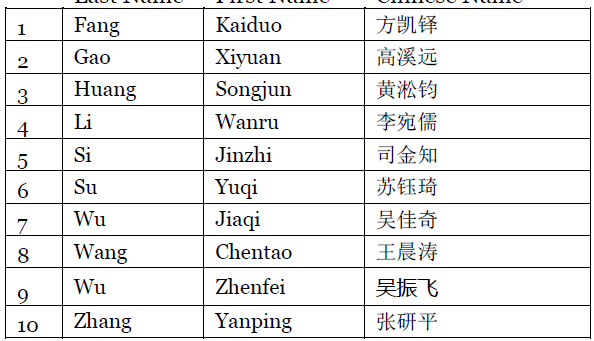 Last Name First Name Chinese Name
1 Fang Kaiduo 方凯铎
2 Gao Xiyuan 高溪远
3 Huang Songjun 黄淞钧
4 Li Wanru 李宛儒
5 Si Jinzhi 司金知
6 Su Yuqi 苏钰琦
7 Wu Jiaqi 吴佳奇
8 Wang Chentao 王晨涛
9 Wu Zhenfei 吴振飞
10 Zhang Yanping 张研平